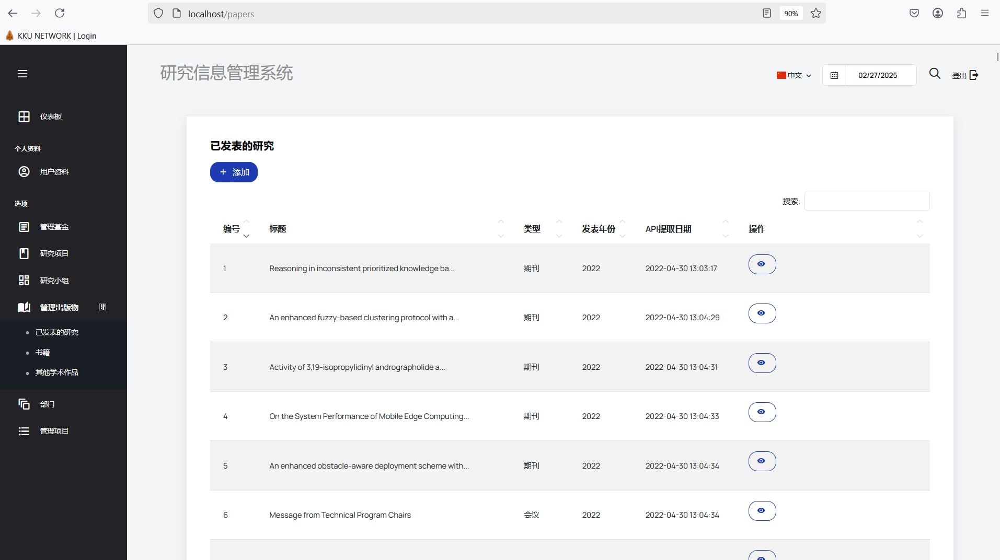 localhost/papers
90%
KKU NETWORK | Login
研究信息管理系统
中文
02/27/2025
登出
仪表板
个人资料
用户资料
选项
管理基金
研究项目
研究小组
管理出版物
已发表的研究
书籍
其他学术作品
部门
管理项目
已发表的研究
+ 添加
搜索:
编号 标题 类型 发表年份 API提取日期 操作
1 Reasoning in inconsistent prioritized knowledge ba... 期刊 2022 2022-04-30 13:03:17
2 An enhanced fuzzy-based clustering protocol with a... 期刊 2022 2022-04-30 13:04:29
3 Activity of 3,19-isopropylidinyl andrographolide a... 期刊 2022 2022-04-30 13:04:31
4 On the System Performance of Mobile Edge Computing... 期刊 2022 2022-04-30 13:04:33
5 An enhanced obstacle-aware deployment scheme with... 期刊 2022 2022-04-30 13:04:34
6 Message from Technical Program Chairs 会议 2022 2022-04-30 13:04:34